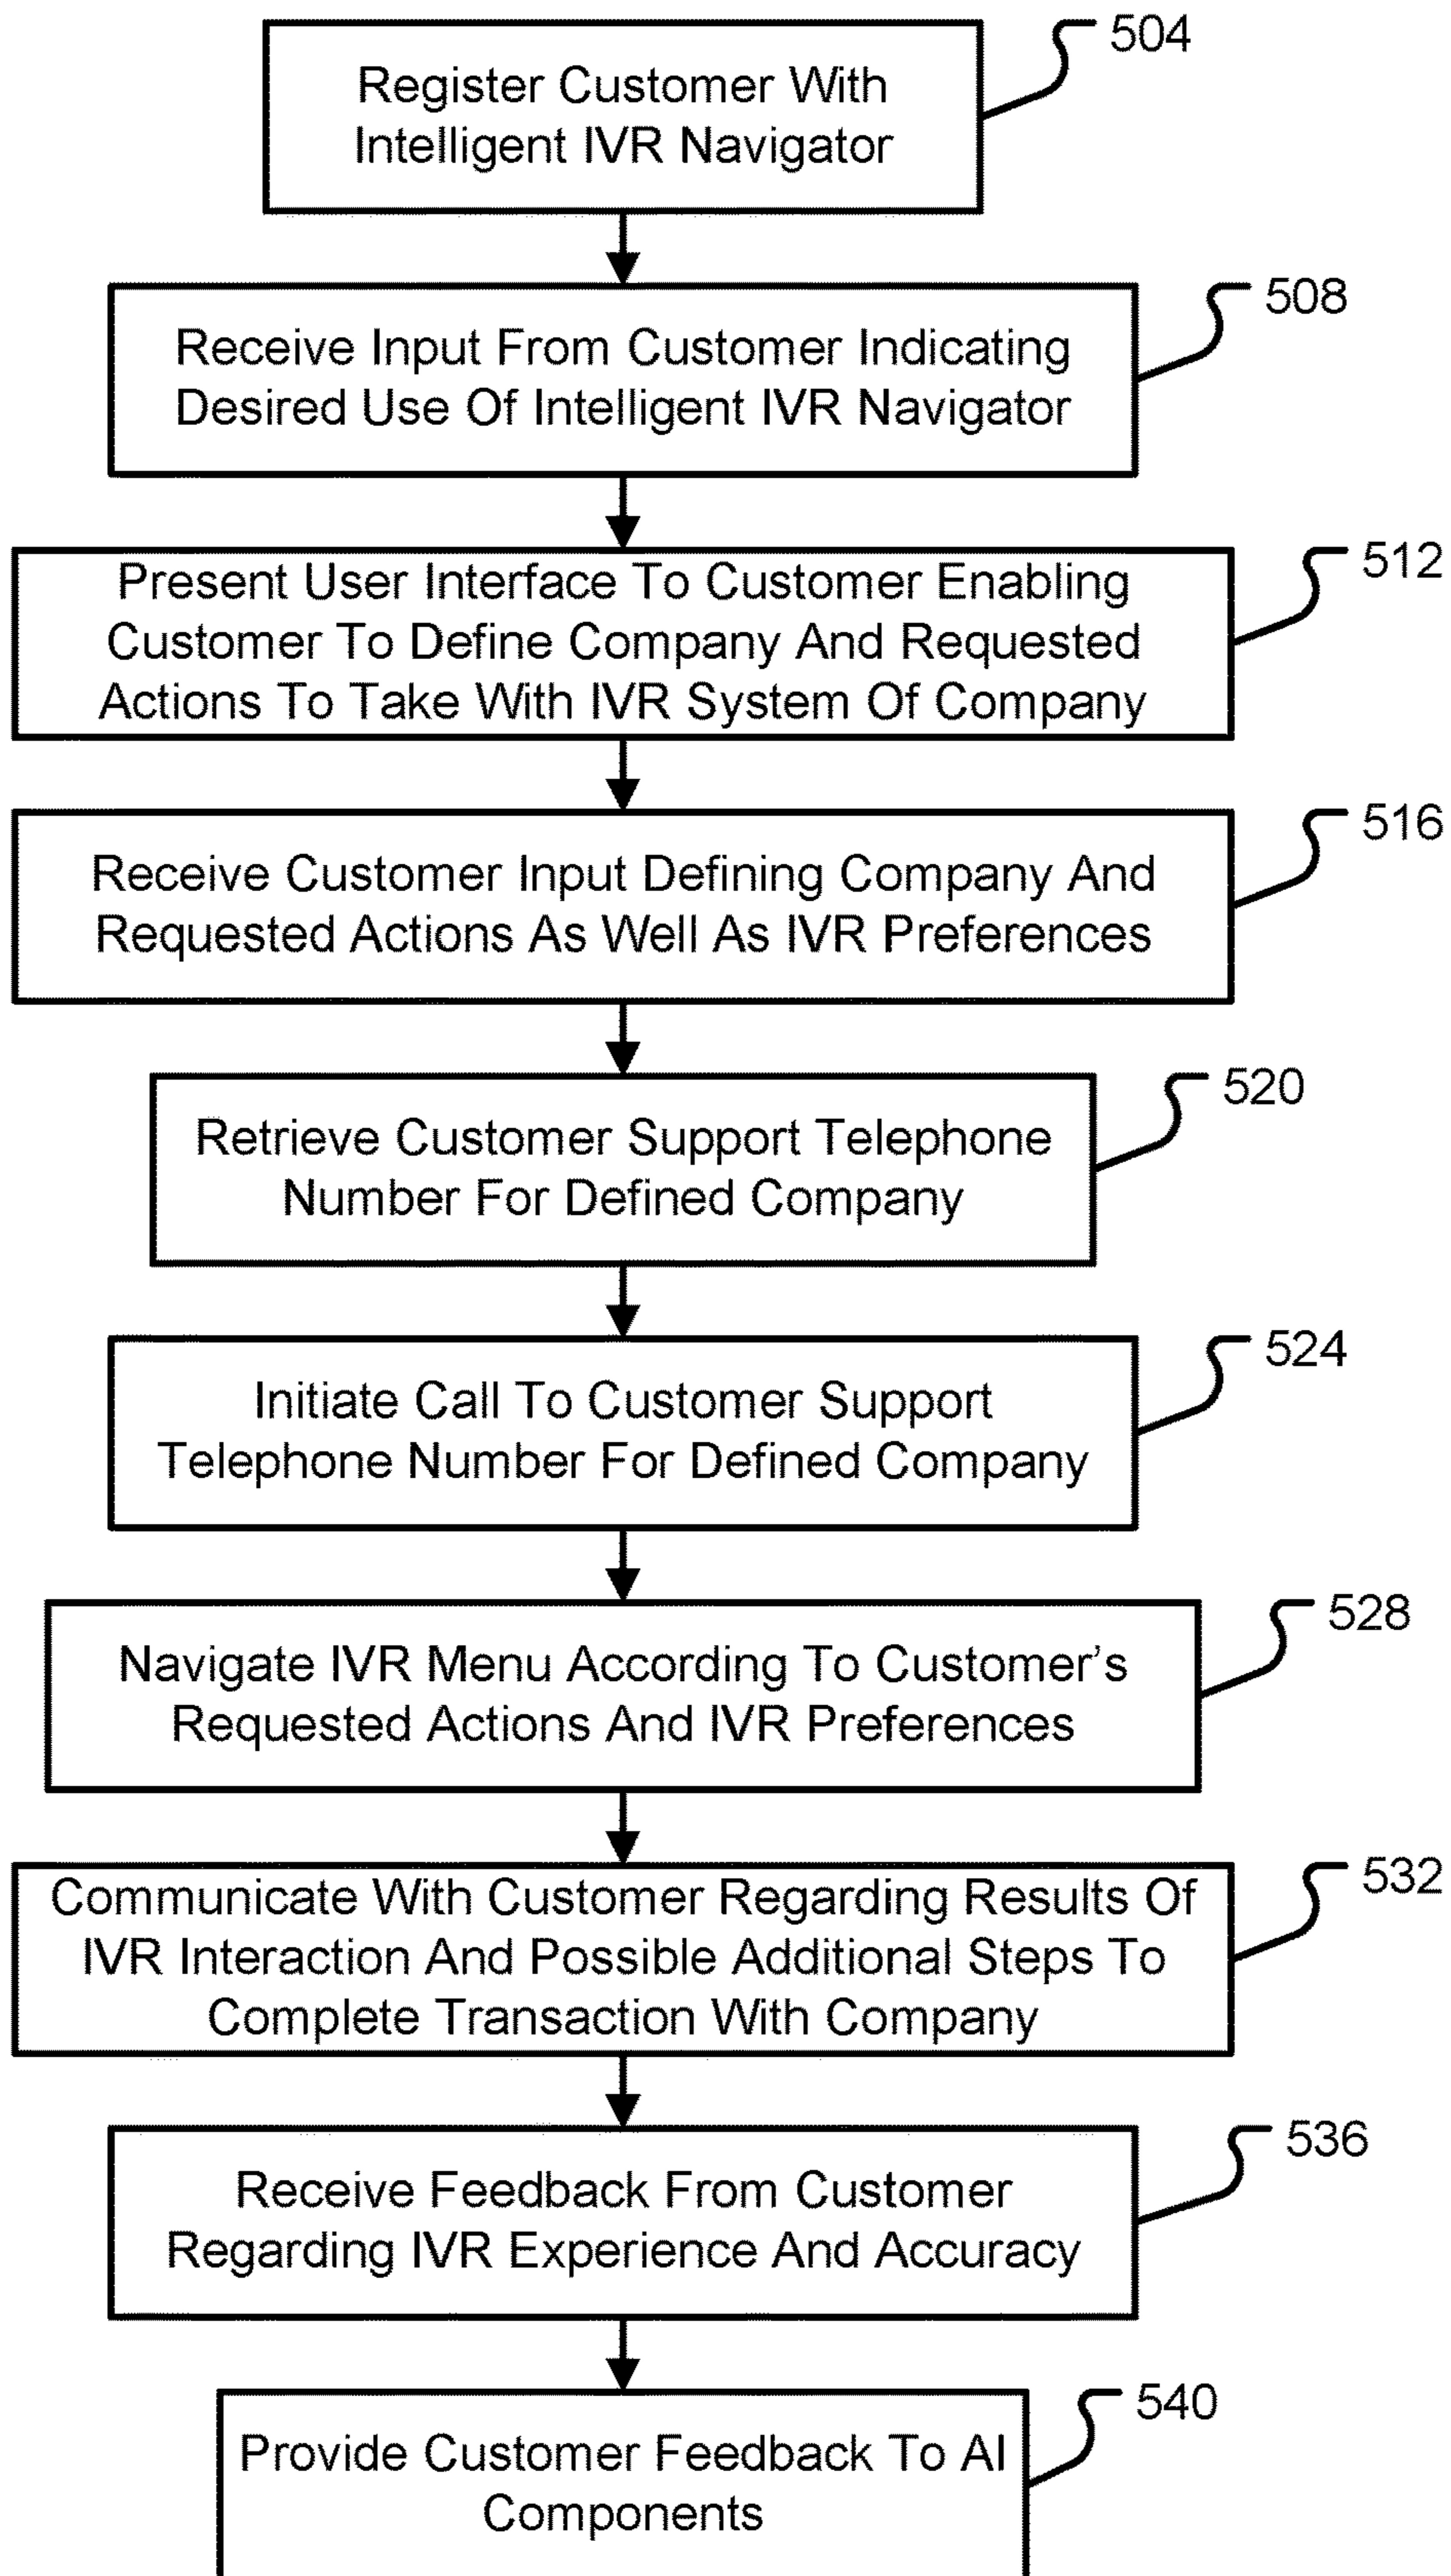 504
Register Customer With
Intelligent IVR Navigator
508
Receive Input From Customer Indicating
Desired Use Of Intelligent IVR Navigator
512
Present User Interface To Customer Enabling
Customer To Define Company And Requested
Actions To Take With IVR System Of Company
516
Receive Customer Input Defining Company And
Requested Actions As Well As IVR Preferences
520
Retrieve Customer Support Telephone
Number For Defined Company
524
Initiate Call To Customer Support
Telephone Number For Defined Company
528
Navigate IVR Menu According To Customer’s
Requested Actions And IVR Preferences
532
Communicate With Customer Regarding Results Of
IVR Interaction And Possible Additional Steps To
Complete Transaction With Company
536
Receive Feedback From Customer
Regarding IVR Experience And Accuracy
540
Provide Customer Feedback To AI
Components